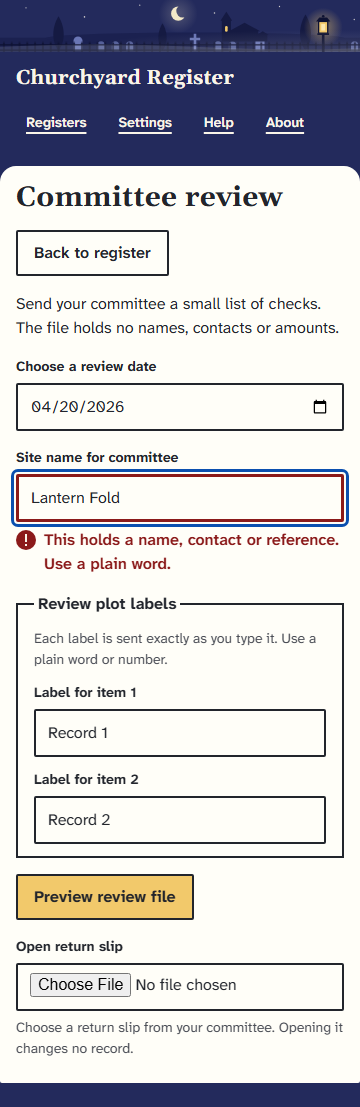 Churchyard Register
Registers Settings Help About
Committee review
Back to register
Send your committee a small list of checks.
The file holds no names, contacts or amounts.
Choose a review date
04/20/2026
Site name for committee
Lantern Fold
This holds a name, contact or reference.
Use a plain word.
Review plot labels
Each label is sent exactly as you type it. Use a
plain word or number.
Label for item 1
Record 1
Label for item 2
Record 2
Preview review file
Open return slip
Choose File No file chosen
Choose a return slip from your committee. Opening it
changes no record.